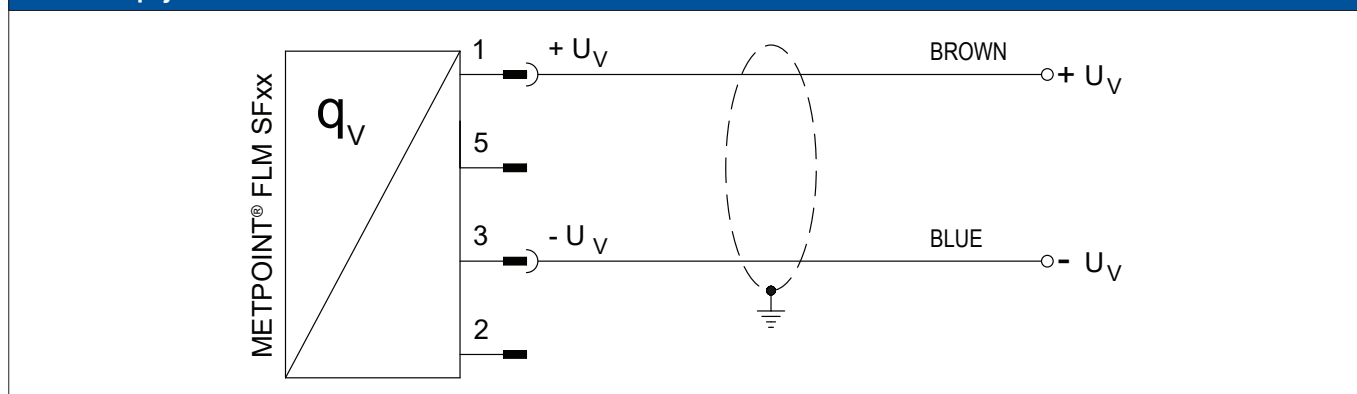 METPOINT® FLM SFxx
qV
1 + UV BROWN + UV
5
3 - UV BLUE - UV
2